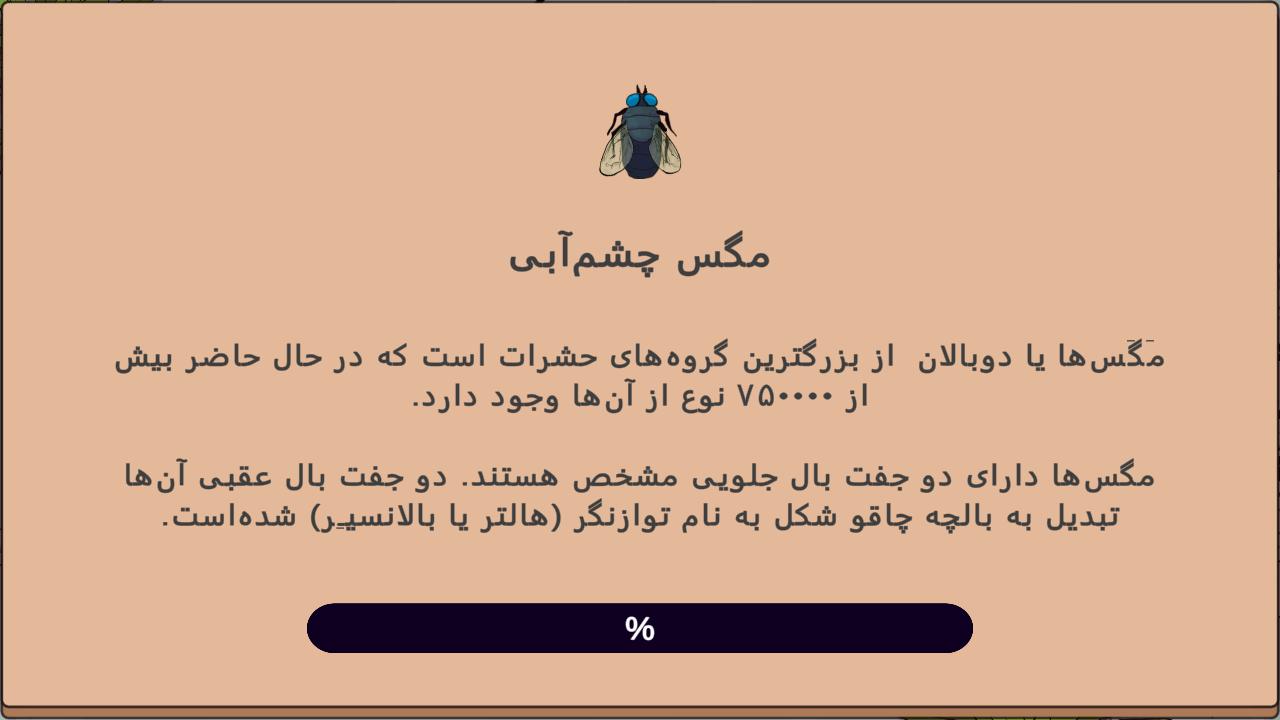 مگس چشم‌آبی
مَگَس‌ها یا دوبالان از بزرگترین گروه‌های حشرات است که در حال حاضر بیش
از ۷۵۰۰۰۰ نوع از آن‌ها وجود دارد.
مگس‌ها دارای دو جفت بال جلویی مشخص هستند. دو جفت بال عقبی آن‌ها
تبدیل به بالچه چاقو شکل به نام توازنگر (هالتر یا بالانسیِر) شده‌است.
%